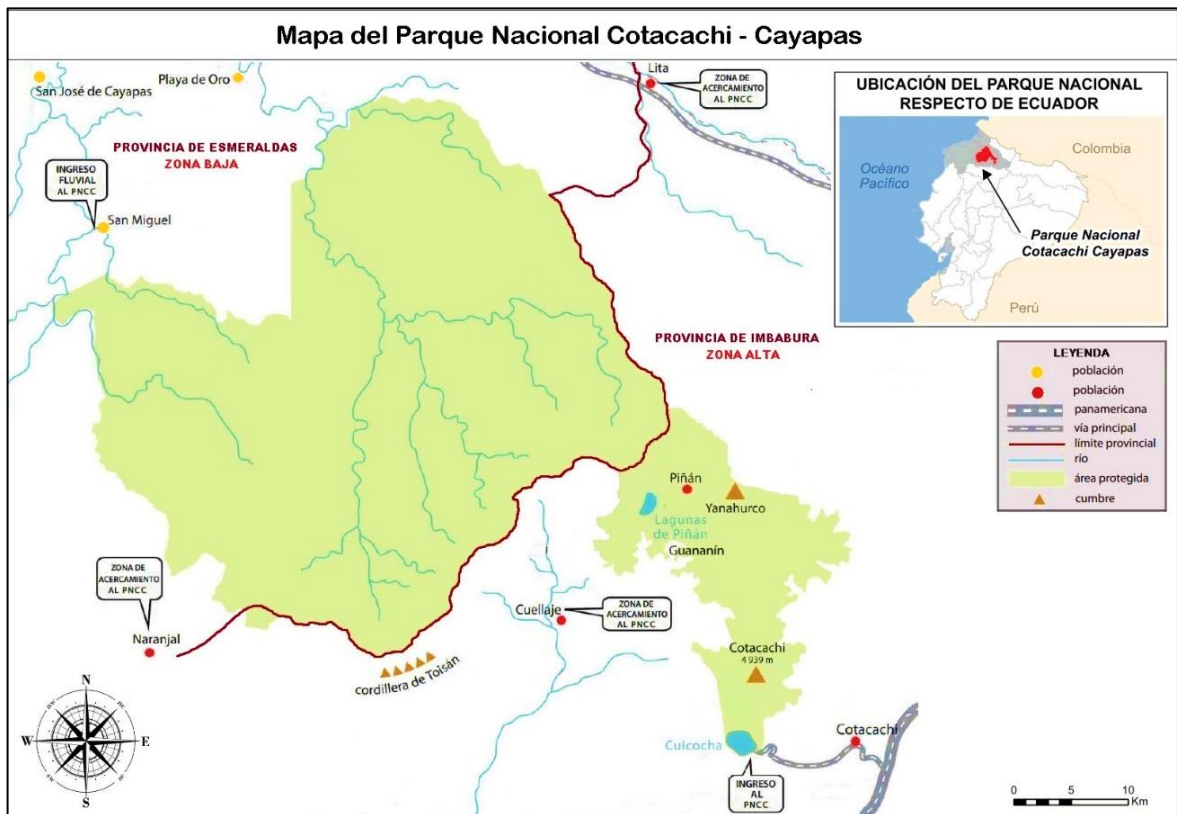 Mapa del Parque Nacional Cotacachi - Cayapas
San José de Cayapas
Playa de Oro
Lita
ZONA DE
ACERCAMIENTO
AL PNCC
PROVINCIA DE ESMERALDAS
ZONA BAJA
INGRESO
FLUVIAL
AL PNCC
San Miguel
UBICACIÓN DEL PARQUE NACIONAL
RESPECTO DE ECUADOR
Océano
Pacífico
Colombia
Parque Nacional
Cotacachi Cayapas
Perú
PROVINCIA DE IMBABURA
ZONA ALTA
LEYENDA
población
población
panamericana
vía principal
límite provincial
río
área protegida
cumbre
Piñán
Yanahurco
Lagunas
de Piñán
Guananín
ZONA DE
ACERCAMIENTO
AL PNCC
Naranjal
Cuellaje
ZONA DE
ACERCAMIENTO
AL PNCC
cordillera de Toisán
Cotacachi
4 939 m
Cuicocha
Cotacachi
INGRESO
AL
PNCC
N
W
E
S
0 5 10
Km